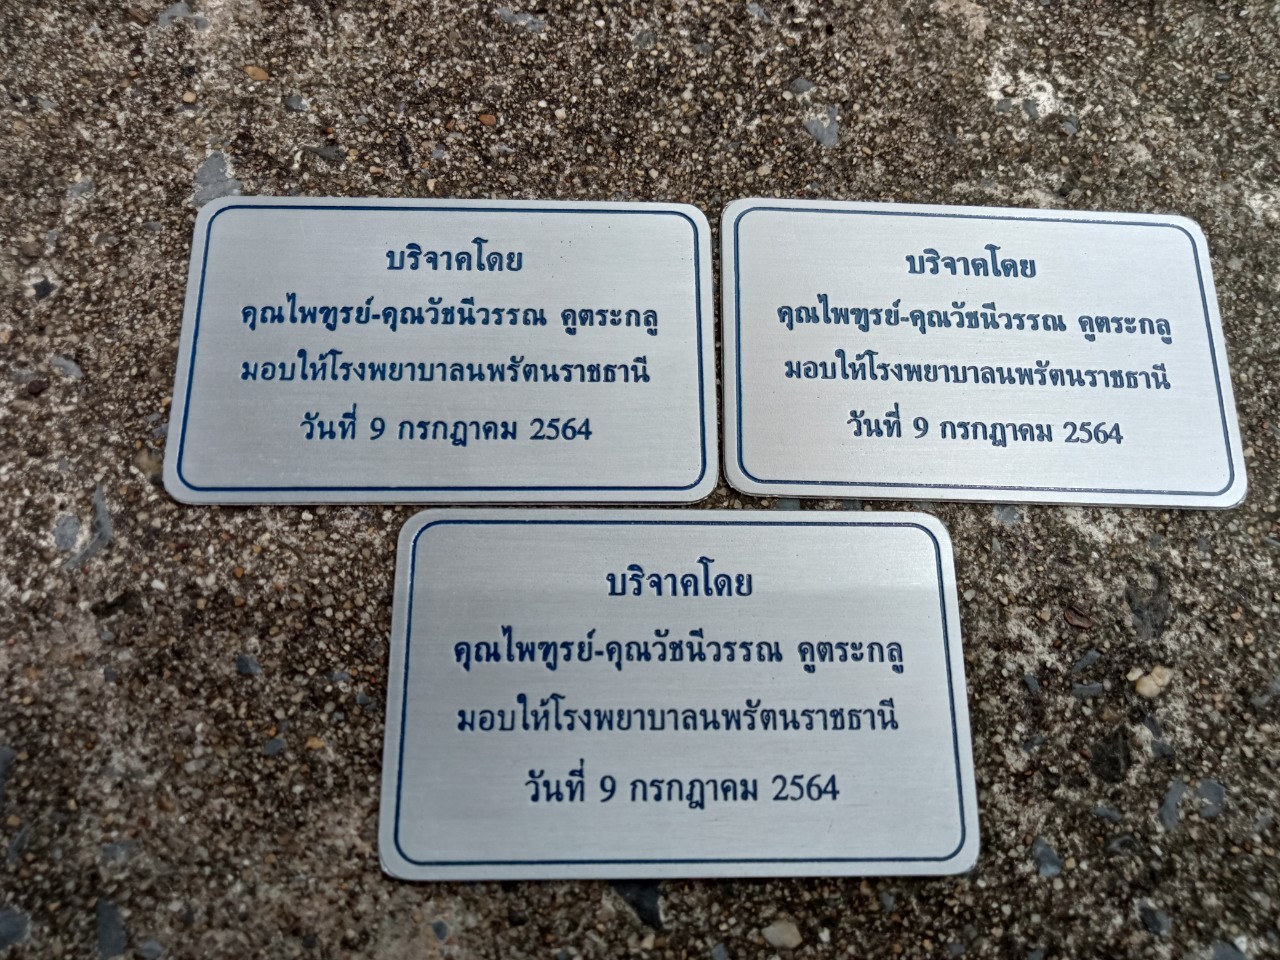 บริจาคโดย
คุณไพฑูรย์-คุณวัชนีวรรณ คูตระกลู
มอบให้โรงพยาบาลนพรัตนราชธานี
วันที่ 9 กรกฎาคม 2564
บริจาคโดย
คุณไพฑูรย์-คุณวัชนีวรรณ คูตระกลู
มอบให้โรงพยาบาลนพรัตนราชธานี
วันที่ 9 กรกฎาคม 2564
บริจาคโดย
คุณไพฑูรย์-คุณวัชนีวรรณ คูตระกลู
มอบให้โรงพยาบาลนพรัตนราชธานี
วันที่ 9 กรกฎาคม 2564